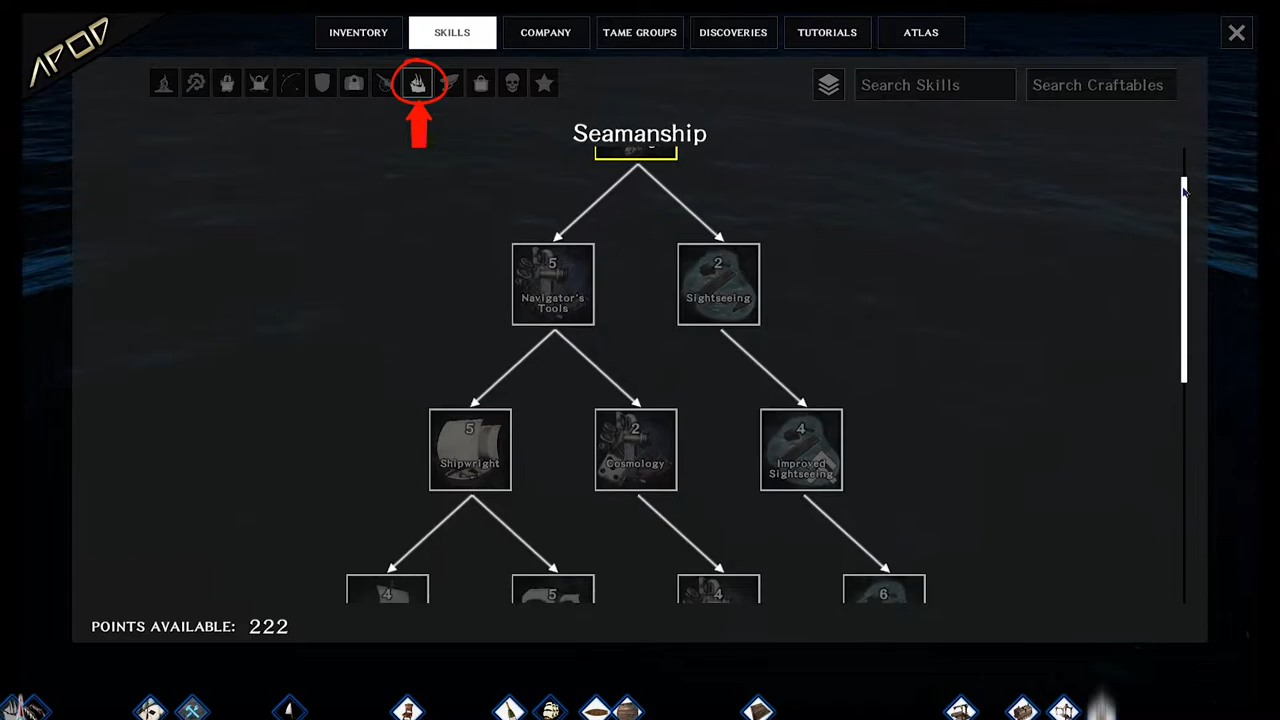 APOD
INVENTORY
SKILLS
COMPANY
TAME GROUPS
DISCOVERIES
TUTORIALS
ATLAS
Search Skills
Search Craftables
Seamanship
5
Navigator's
Tools
2
Sightseeing
5
Shipwright
2
Cosmology
4
Improved
Sightseeing
4
5
4
6
POINTS AVAILABLE: 222